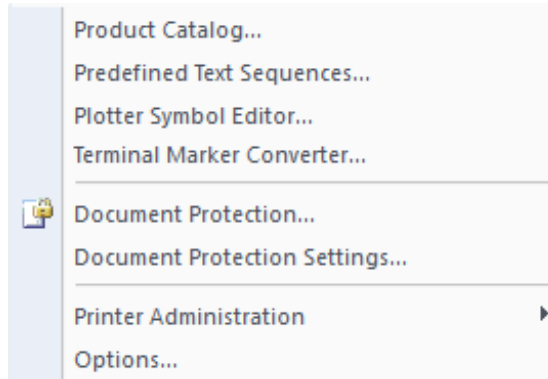 Product Catalog...
Predefined Text Sequences...
Plotter Symbol Editor...
Terminal Marker Converter...
Document Protection...
Document Protection Settings...
Printer Administration
Options...